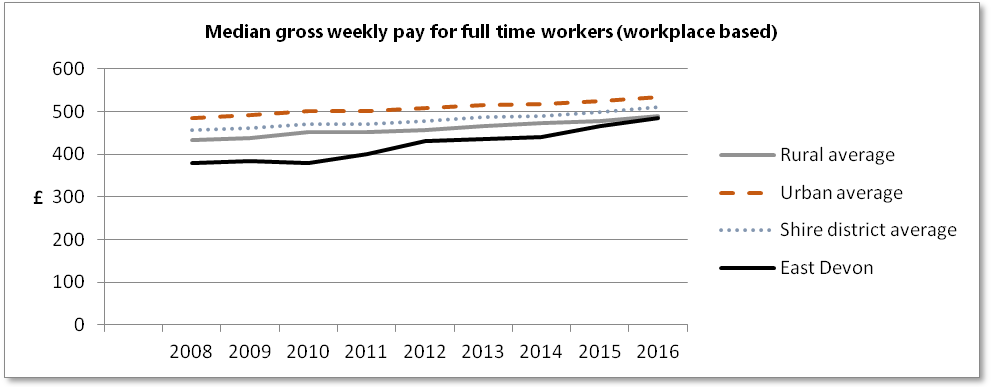 Median gross weekly pay for full time workers (workplace based)
600
500
400
300
200
100
0
£
2008 2009 2010 2011 2012 2013 2014 2015 2016
Rural average
Urban average
Shire district average
East Devon